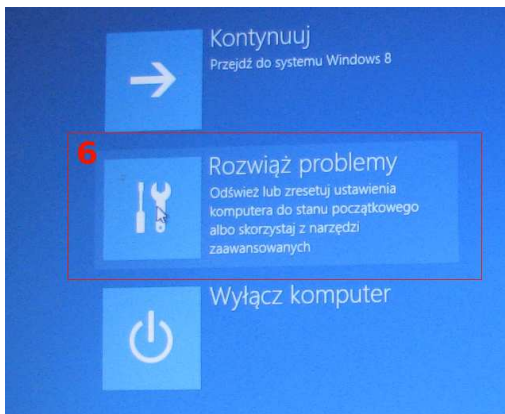 Kontynuuj
Przejdź do systemu Windows 8
6
Rozwiąż problemy
Odśwież lub zresetuj ustawienia
komputera do stanu początkowego
albo skorzystaj z narzędzi
zaawansowanych
Wyłącz komputer